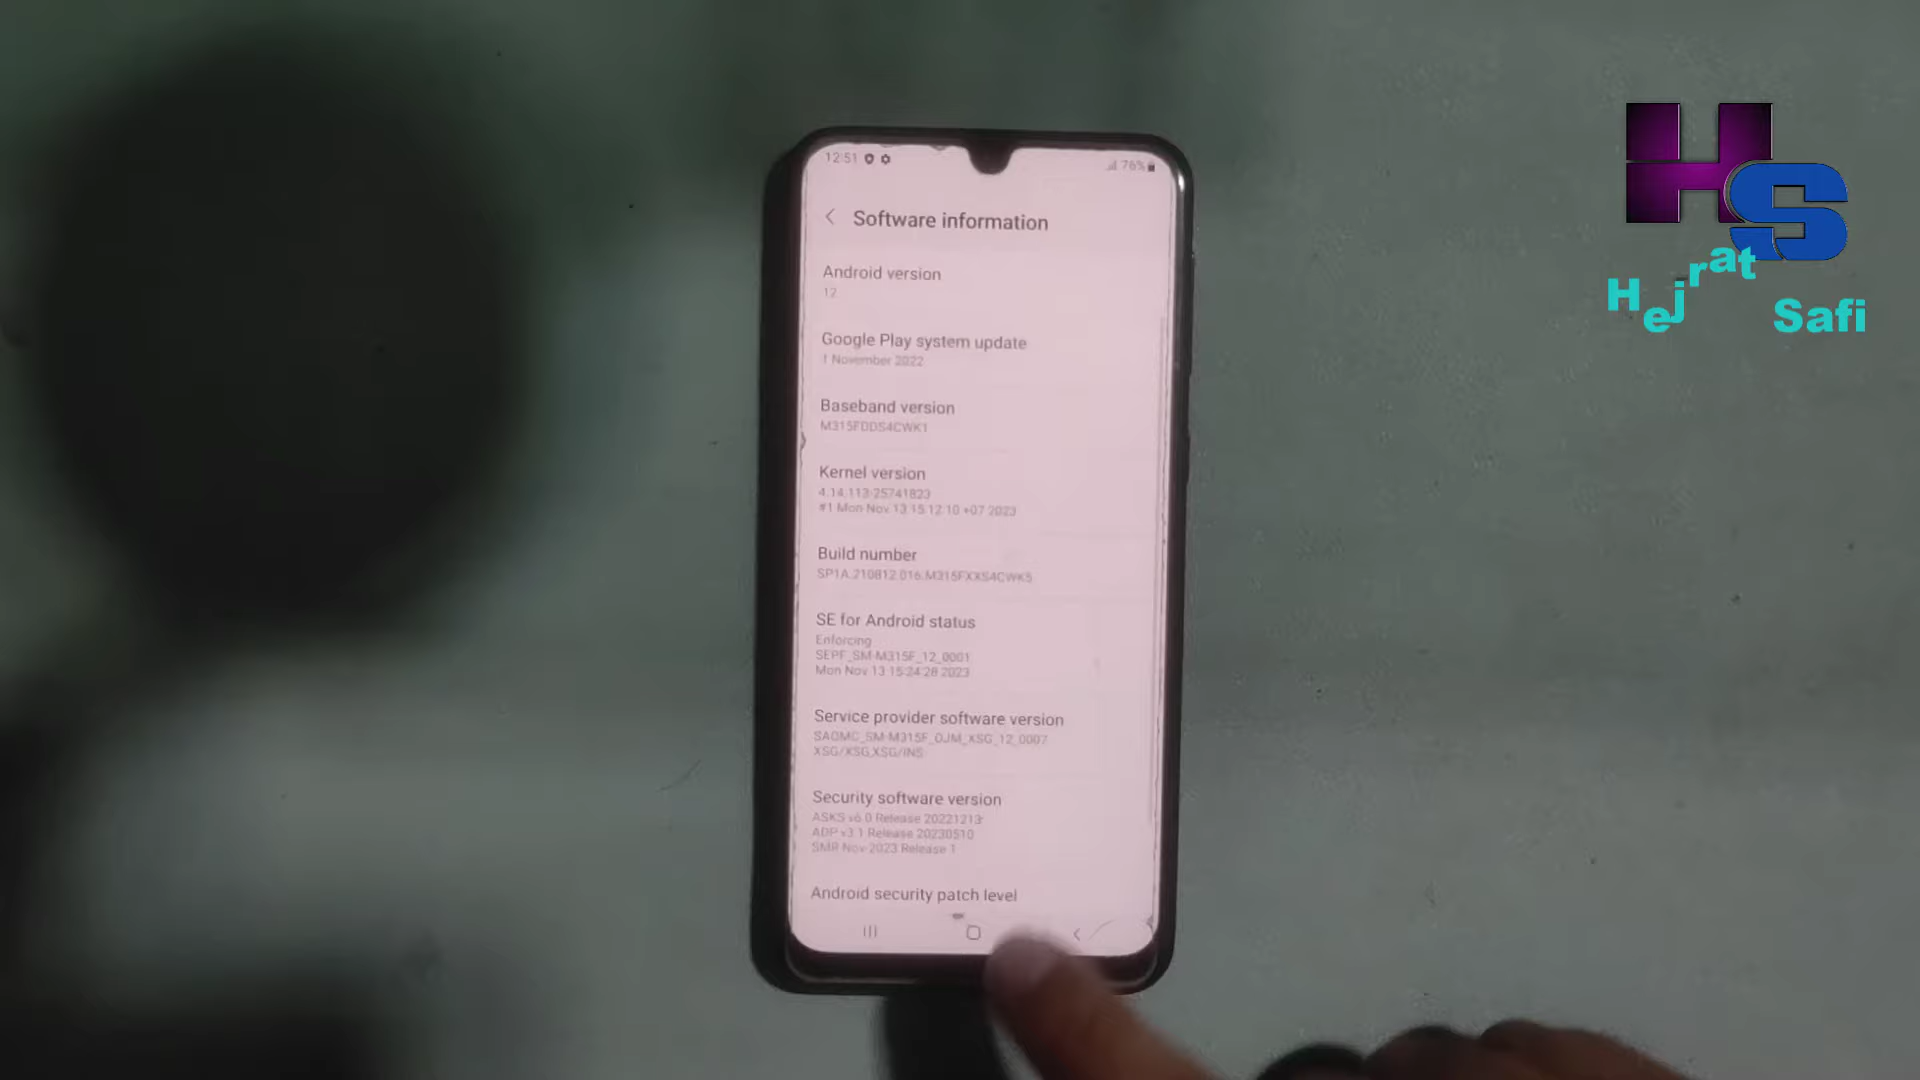 12:51
76%
Software information
Android version
12
Google Play system update
1 November 2022
Baseband version
M315FDDS4CWK1
Kernel version
4.14.113-25741823
#1 Mon Nov 13 15:12:10 +07 2023
Build number
SP1A.210812.016.M315FXXS4CWK5
SE for Android status
Enforcing
SEPF_SM-M315F_12_0001
Mon Nov 13 15:24:28 2023
Service provider software version
SAOMC_SM-M315F_OJM_XSG_12_0007
XSG/XSG,XSG/INS
Security software version
ASKS v6.0 Release 20221213
ADP v3.1 Release 20230510
SMR Nov-2023 Release 1
Android security patch level
HS
Hejrat Safi